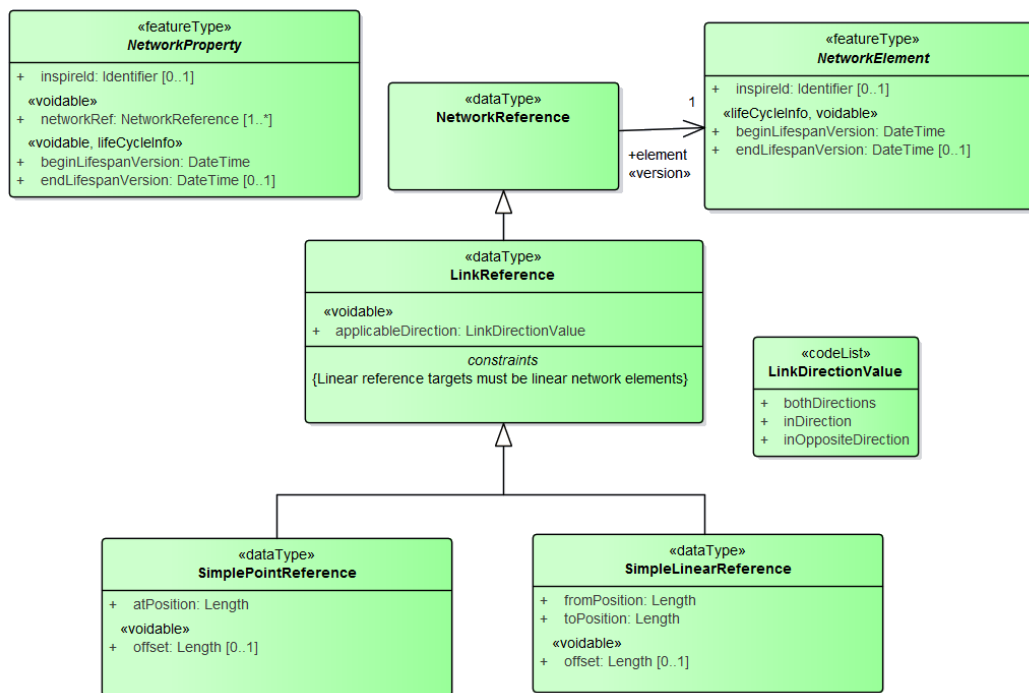 «featureType»
NetworkProperty
+ inspireId: Identifier [0..1]
«voidable»
+ networkRef: NetworkReference [1..*]
«voidable, lifeCycleInfo»
+ beginLifespanVersion: DateTime
+ endLifespanVersion: DateTime [0..1]
«dataType»
NetworkReference
1
+element
«version»
«featureType»
NetworkElement
+ inspireId: Identifier [0..1]
«lifeCycleInfo, voidable»
+ beginLifespanVersion: DateTime
+ endLifespanVersion: DateTime [0..1]
«dataType»
LinkReference
«voidable»
+ applicableDirection: LinkDirectionValue
constraints
{Linear reference targets must be linear network elements}
«codeList»
LinkDirectionValue
+ bothDirections
+ inDirection
+ inOppositeDirection
«dataType»
SimplePointReference
+ atPosition: Length
«voidable»
+ offset: Length [0..1]
«dataType»
SimpleLinearReference
+ fromPosition: Length
+ toPosition: Length
«voidable»
+ offset: Length [0..1]